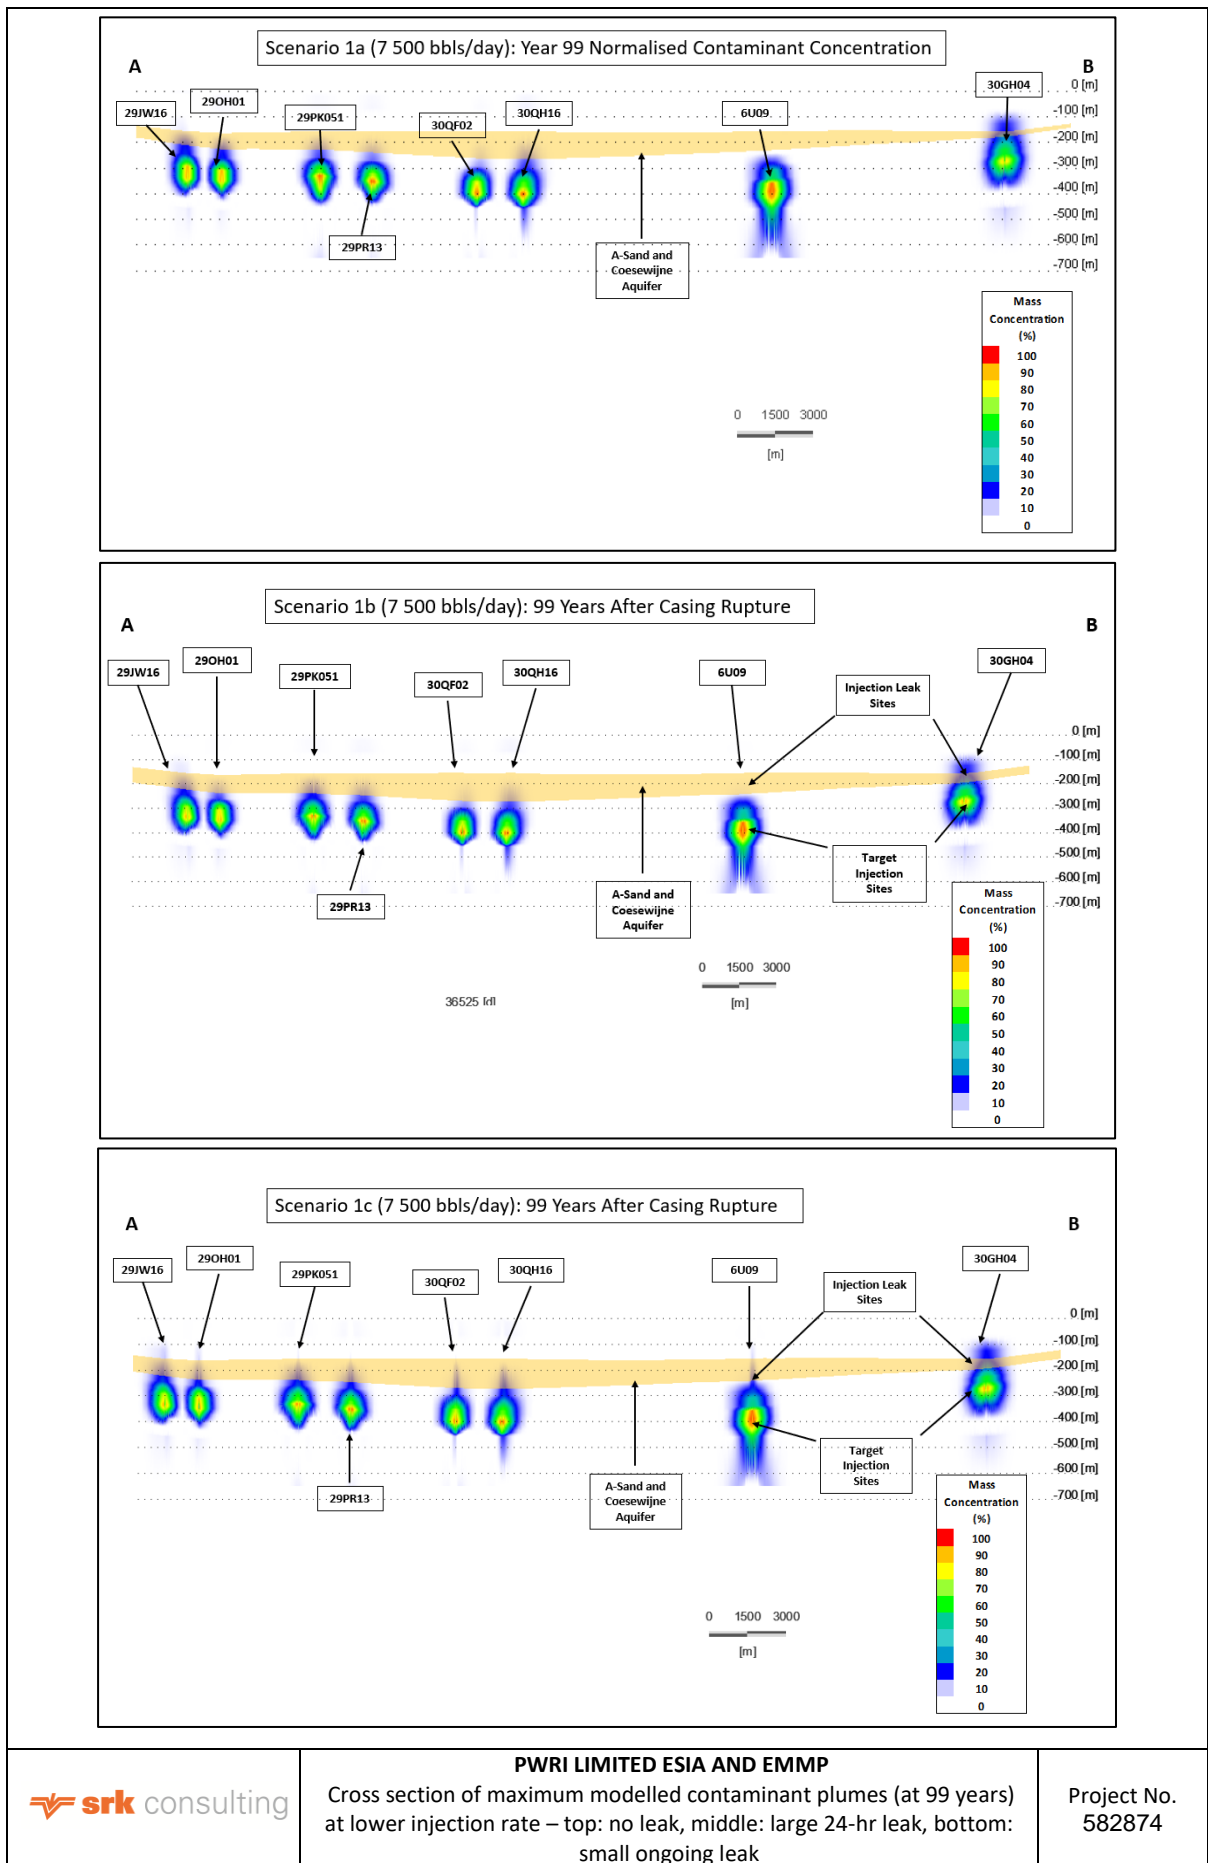 Scenario 1a (7 500 bbls/day): Year 99 Normalised Contaminant Concentration
A
B
29JW16
29OH01
29PK051
29PR13
30QF02
30QH16
6U09
30GH04
0 [m]
-100 [m]
-200 [m]
-300 [m]
-400 [m]
-500 [m]
-600 [m]
-700 [m]
A-Sand and
Coesewijne
Aquifer
0 1500 3000
[m]
Mass
Concentration
(%)
100
90
80
70
60
50
40
30
20
10
0
Scenario 1b (7 500 bbls/day): 99 Years After Casing Rupture
A
B
29JW16
29OH01
29PK051
29PR13
30QF02
30QH16
6U09
Injection Leak
Sites
30GH04
0 [m]
-100 [m]
-200 [m]
-300 [m]
-400 [m]
-500 [m]
-600 [m]
-700 [m]
Target
Injection
Sites
A-Sand and
Coesewijne
Aquifer
36525 [d]
0 1500 3000
[m]
Mass
Concentration
(%)
100
90
80
70
60
50
40
30
20
10
0
Scenario 1c (7 500 bbls/day): 99 Years After Casing Rupture
A
B
29JW16
29OH01
29PK051
29PR13
30QF02
30QH16
6U09
Injection Leak
Sites
30GH04
0 [m]
-100 [m]
-200 [m]
-300 [m]
-400 [m]
-500 [m]
-600 [m]
-700 [m]
Target
Injection
Sites
A-Sand and
Coesewijne
Aquifer
0 1500 3000
[m]
Mass
Concentration
(%)
100
90
80
70
60
50
40
30
20
10
0
srk consulting
PWRI LIMITED ESIA AND EMMP
Cross section of maximum modelled contaminant plumes (at 99 years)
at lower injection rate – top: no leak, middle: large 24-hr leak, bottom:
small ongoing leak
Project No.
582874